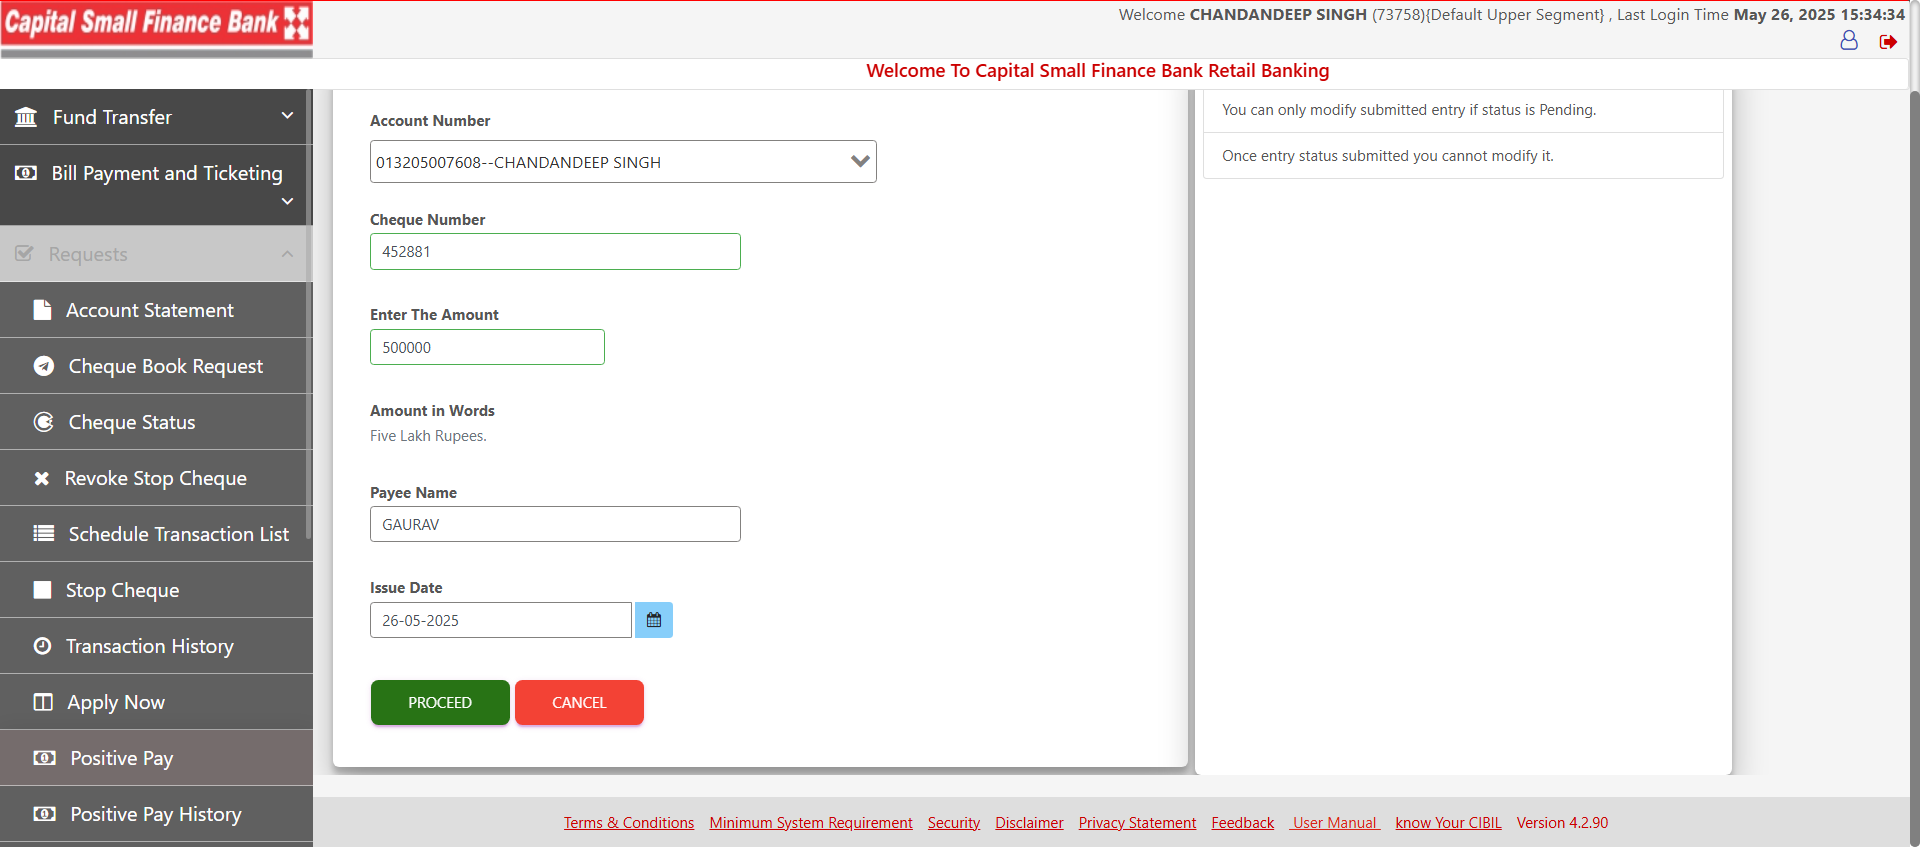 Capital Small Finance Bank
Welcome CHANDANDEEP SINGH (73758){Default Upper Segment} , Last Login Time May 26, 2025 15:34:34
Welcome To Capital Small Finance Bank Retail Banking
Fund Transfer
Bill Payment and Ticketing
Requests
Account Statement
Cheque Book Request
Cheque Status
Revoke Stop Cheque
Schedule Transaction List
Stop Cheque
Transaction History
Apply Now
Positive Pay
Positive Pay History
Account Number
013205007608--CHANDANDEEP SINGH
Cheque Number
452881
Enter The Amount
500000
Amount in Words
Five Lakh Rupees.
Payee Name
GAURAV
Issue Date
26-05-2025
PROCEED CANCEL
You can only modify submitted entry if status is Pending.
Once entry status submitted you cannot modify it.
Terms & Conditions Minimum System Requirement Security Disclaimer Privacy Statement Feedback User Manual know Your CIBIL Version 4.2.90